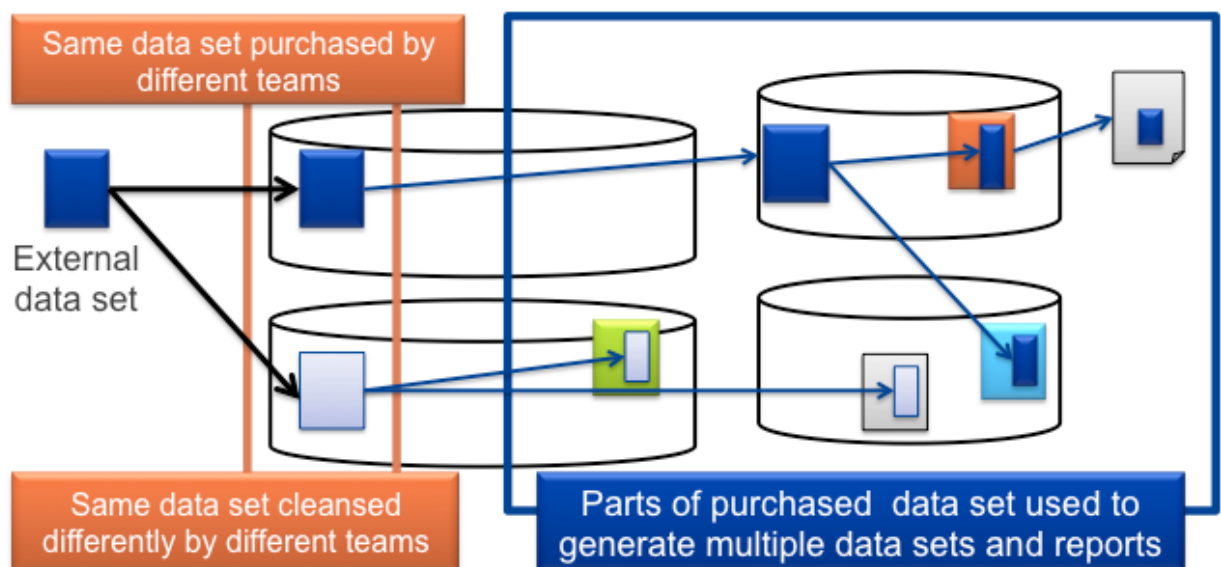 Same data set purchased by
different teams
External
data set
Same data set cleansed
differently by different teams
Parts of purchased data set used to
generate multiple data sets and reports